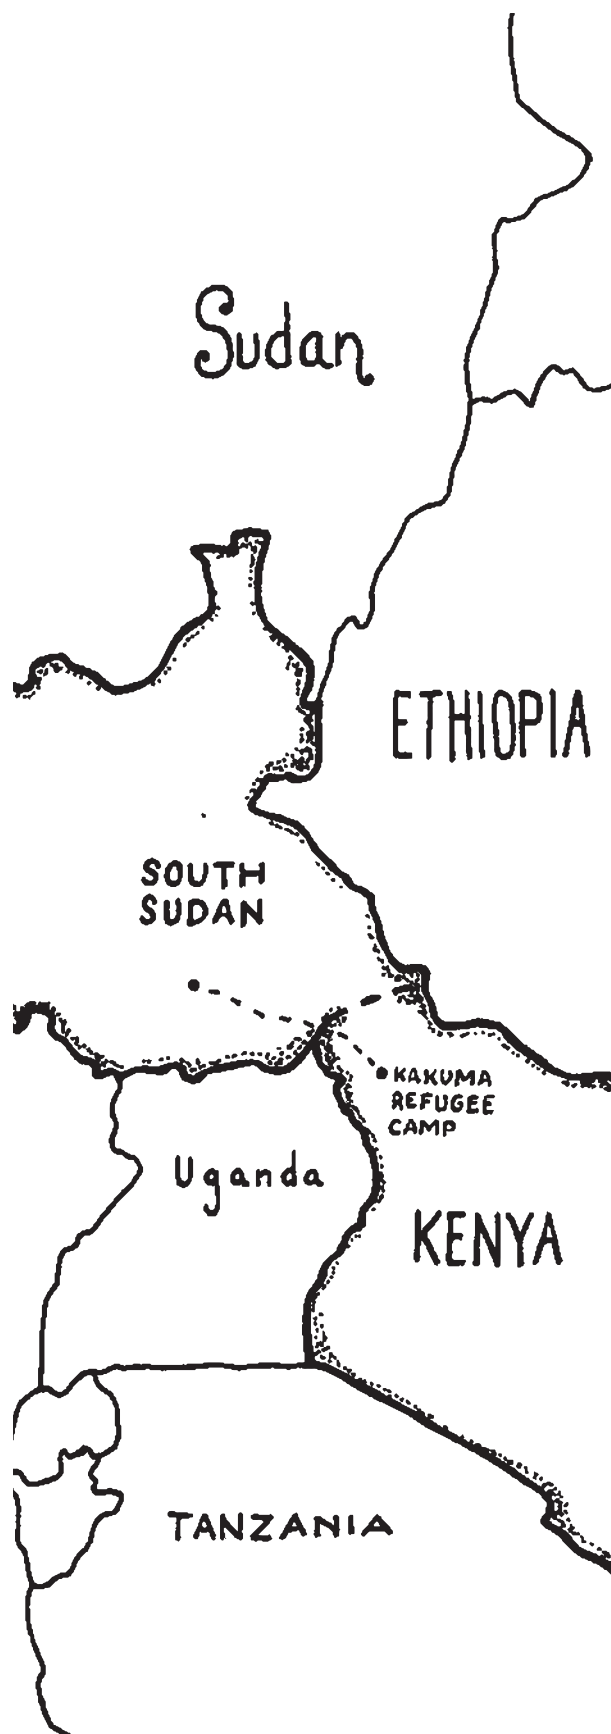 Sudan
ETHIOPIA
SOUTH
SUDAN
KAKUMA
REFUGEE
CAMP
Uganda
KENYA
TANZANIA